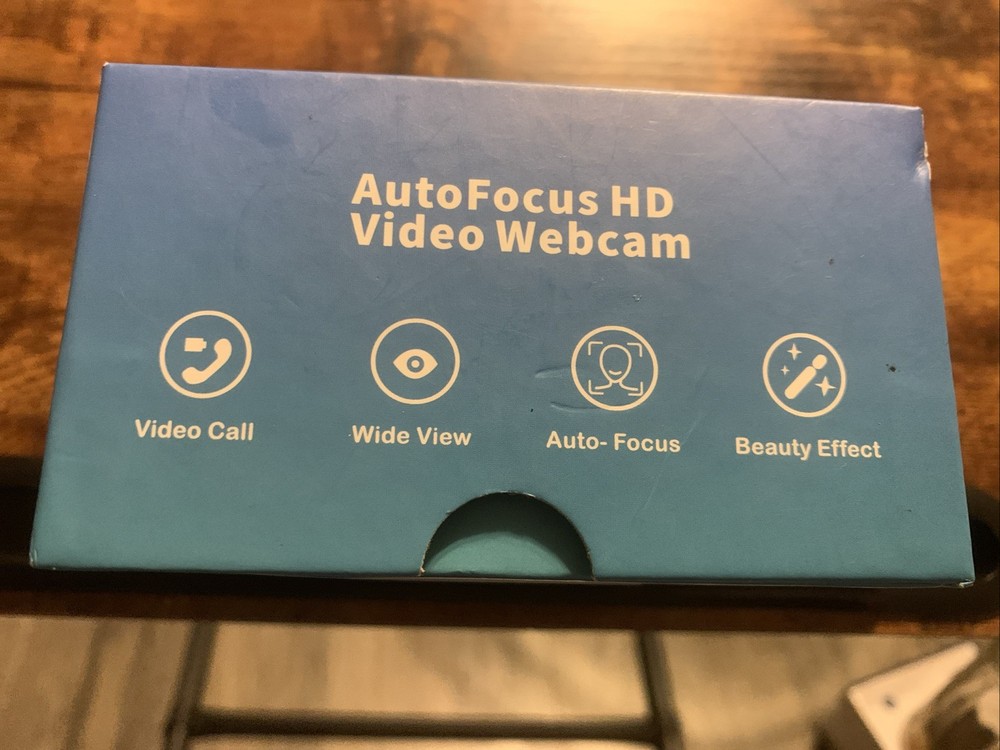 AutoFocus HD
Video Webcam
Video Call
Wide View
Auto- Focus
Beauty Effect